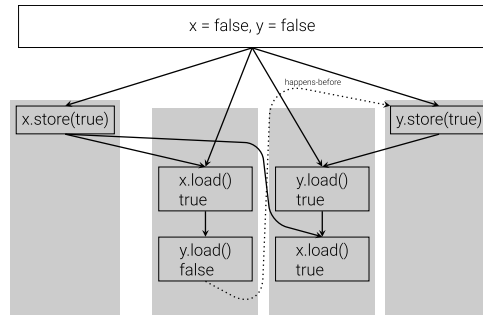 x = false, y = false
happens-before
x.store(true)
y.store(true)
x.load()
true
y.load()
true
y.load()
false
x.load()
true